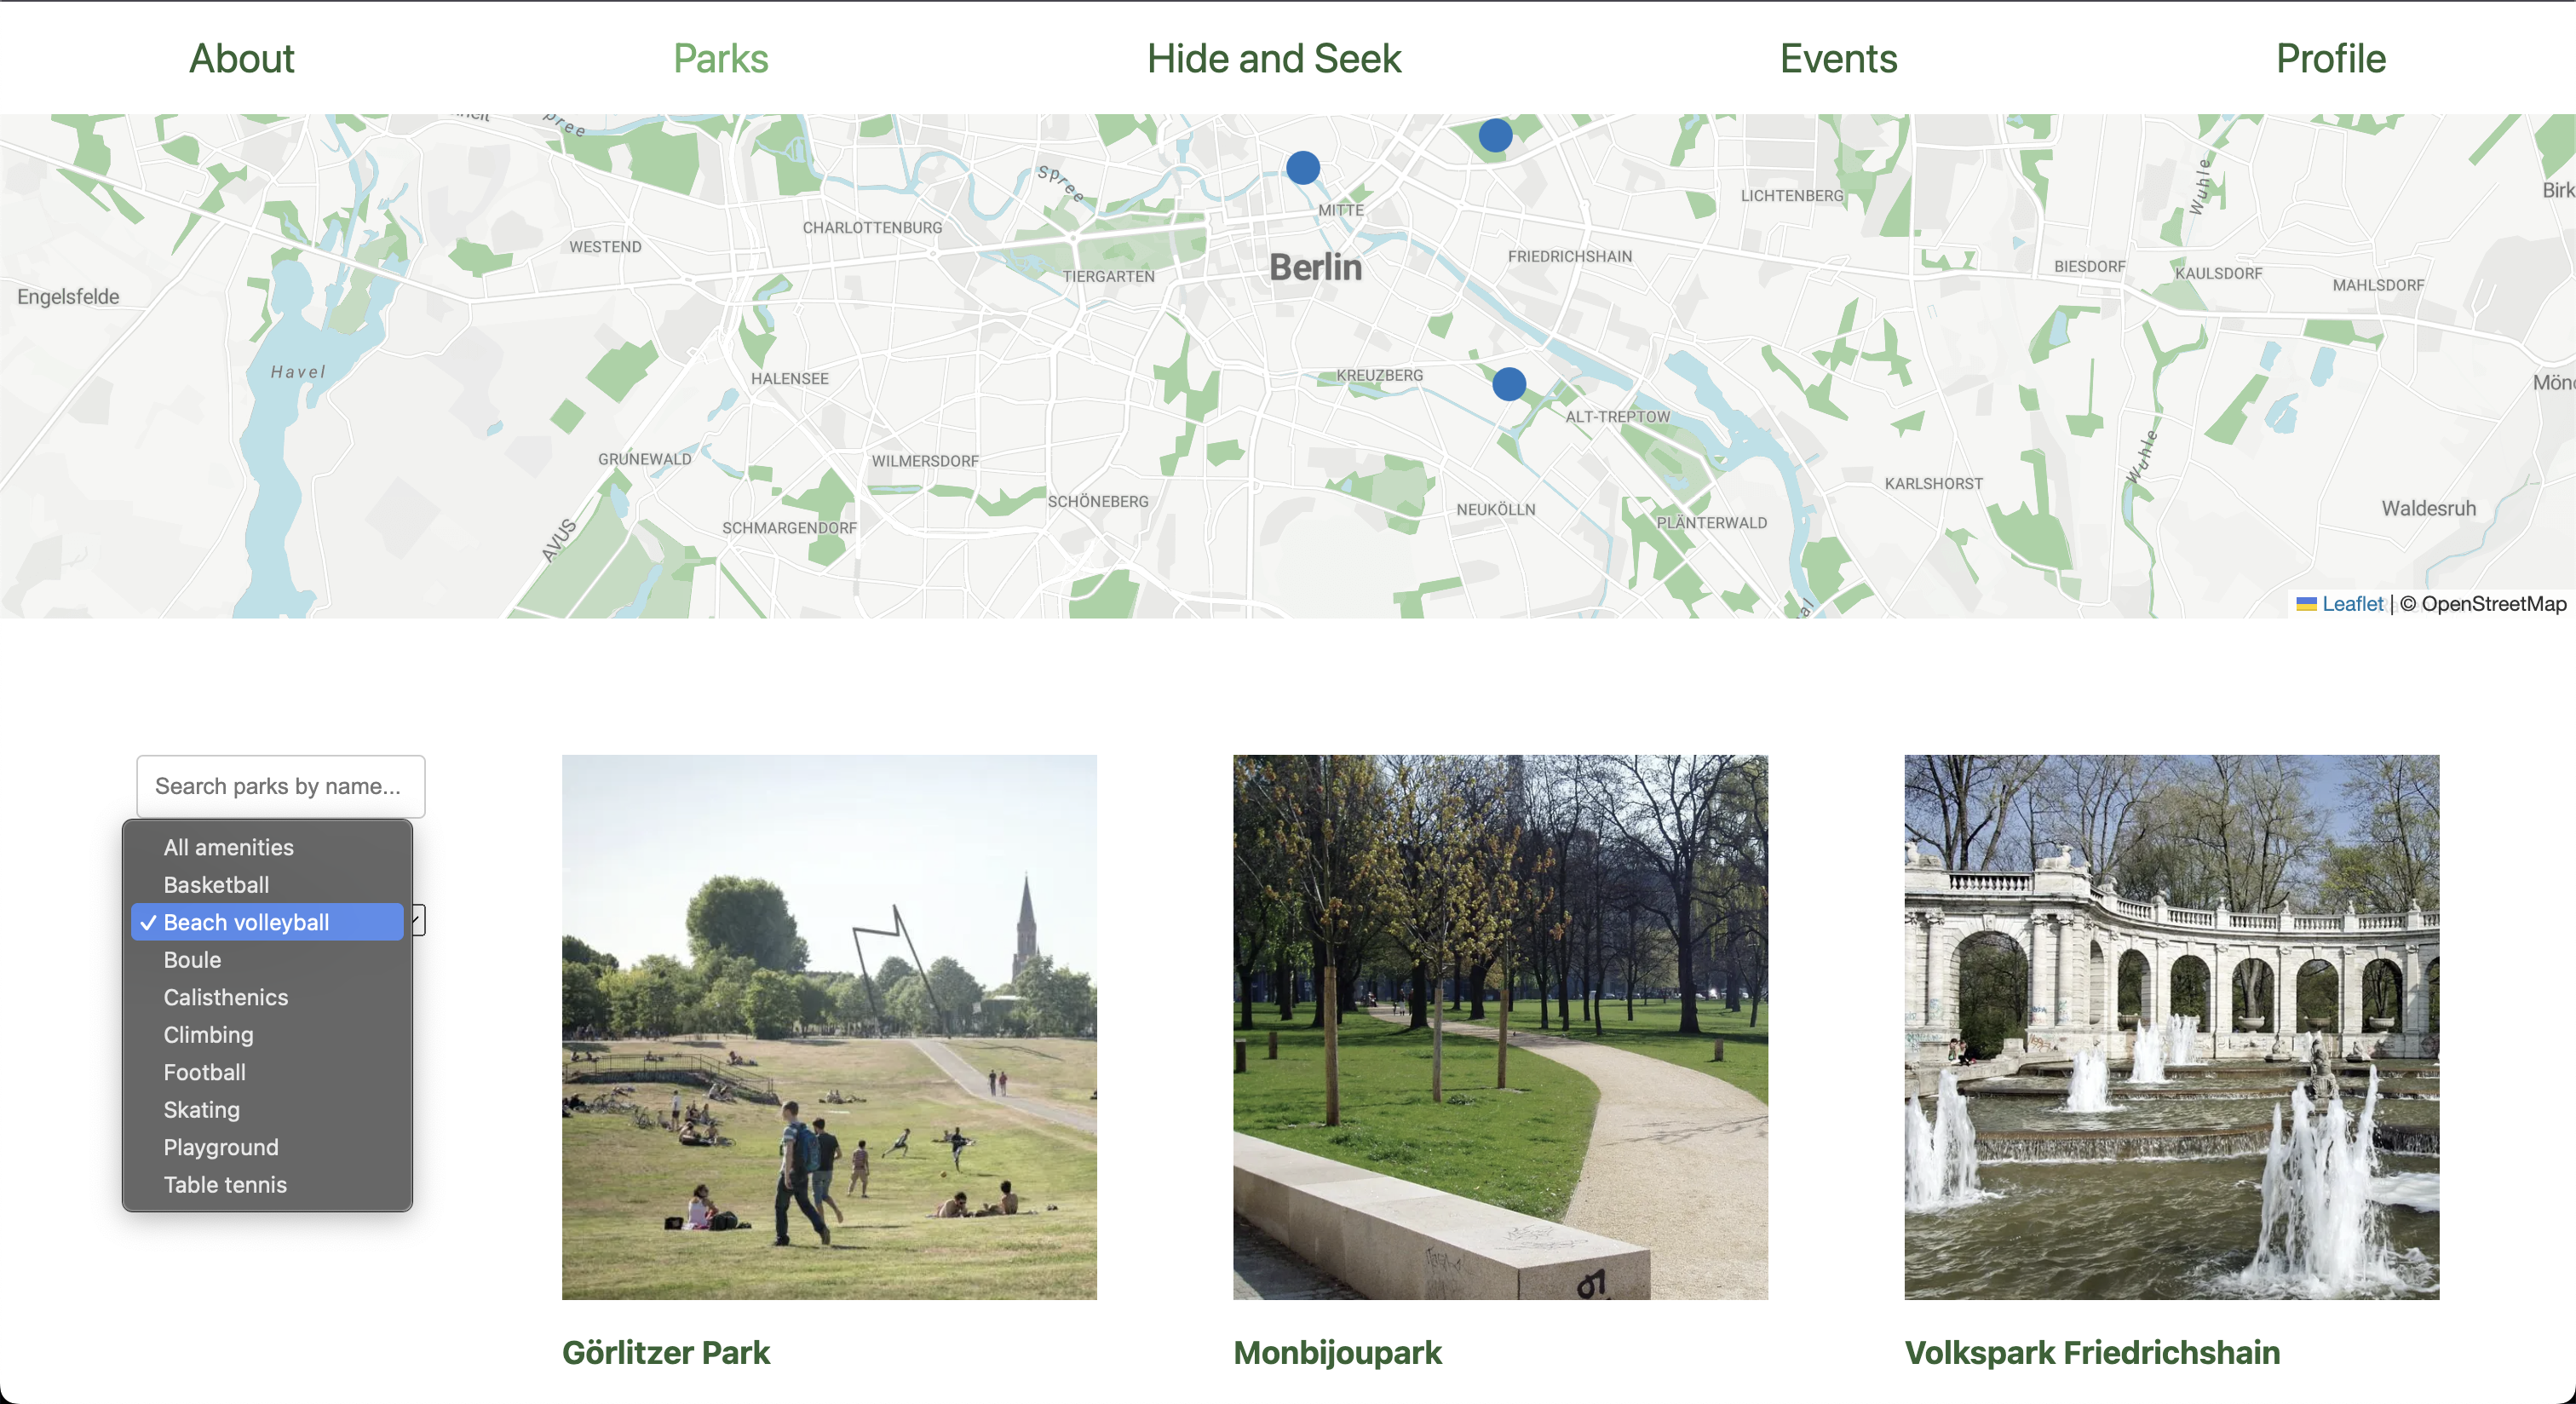 About
Parks
Hide and Seek
Events
Profile
Spree
Spree
Wuhle
Birk
LICHTENBERG
MITTE
CHARLOTTENBURG
WESTEND
FRIEDRICHSHAIN
Berlin
TIERGARTEN
BIESDORF
KAULSDORF
MAHLSDORF
Engelsfelde
Havel
HALENSEE
KREUZBERG
Mönc
ALT-TREPTOW
GRUNEWALD
WILMERSDORF
Wuhle
KARLSHORST
SCHÖNEBERG
NEUKÖLLN
Waldesruh
SCHMARGENDORF
PLÄNTERWALD
AVUS
Leaflet | © OpenStreetMap
Search parks by name...
All amenities
Basketball
✓ Beach volleyball
Boule
Calisthenics
Climbing
Football
Skating
Playground
Table tennis
Görlitzer Park
Monbijoupark
Volkspark Friedrichshain